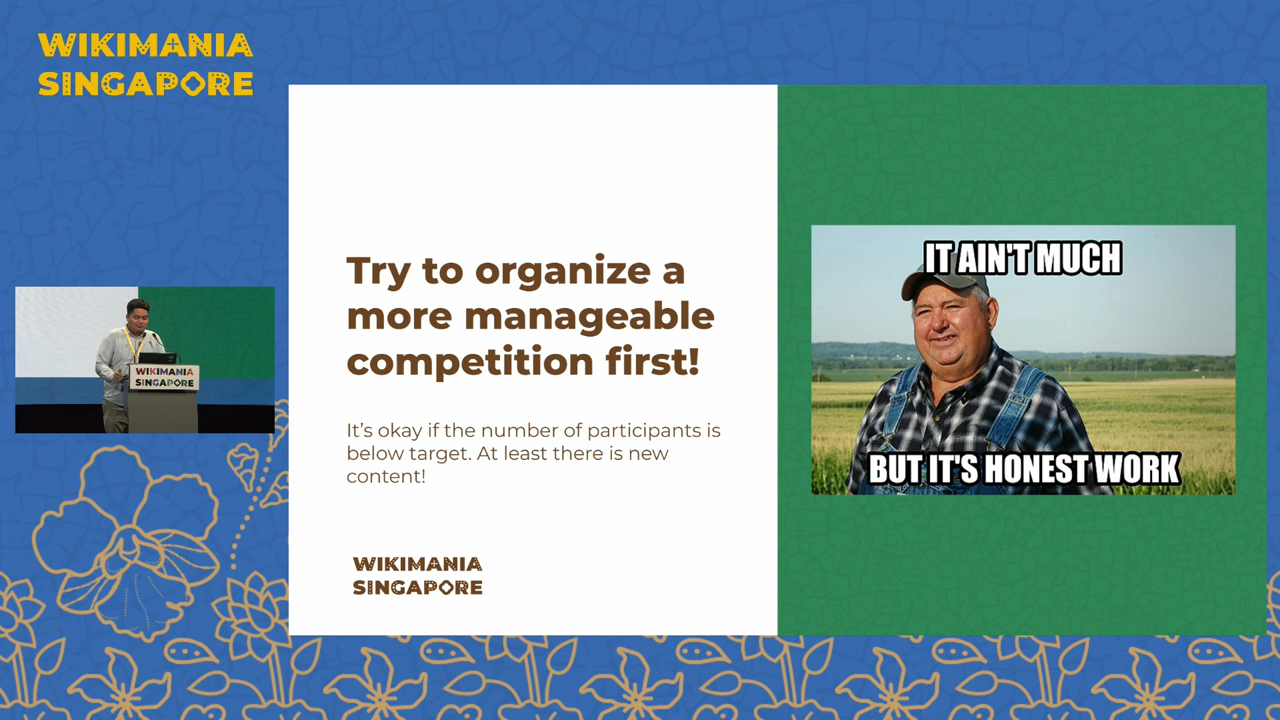 WIKIMANIA
SINGAPORE
Try to organize a
more manageable
competition first!
It's okay if the number of participants is
below target. At least there is new
content!
WIKIMANIA
SINGAPORE
IT AIN'T MUCH
BUT IT'S HONEST WORK
WIKIMANIA
SINGAPORE